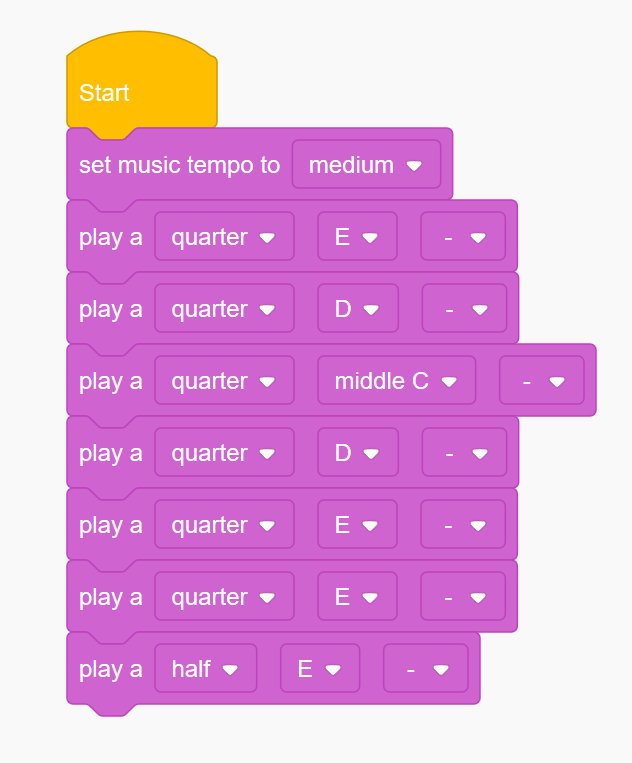 Start
set music tempo to medium
play a quarter E -
play a quarter D -
play a quarter middle C -
play a quarter D -
play a quarter E -
play a quarter E -
play a half E -